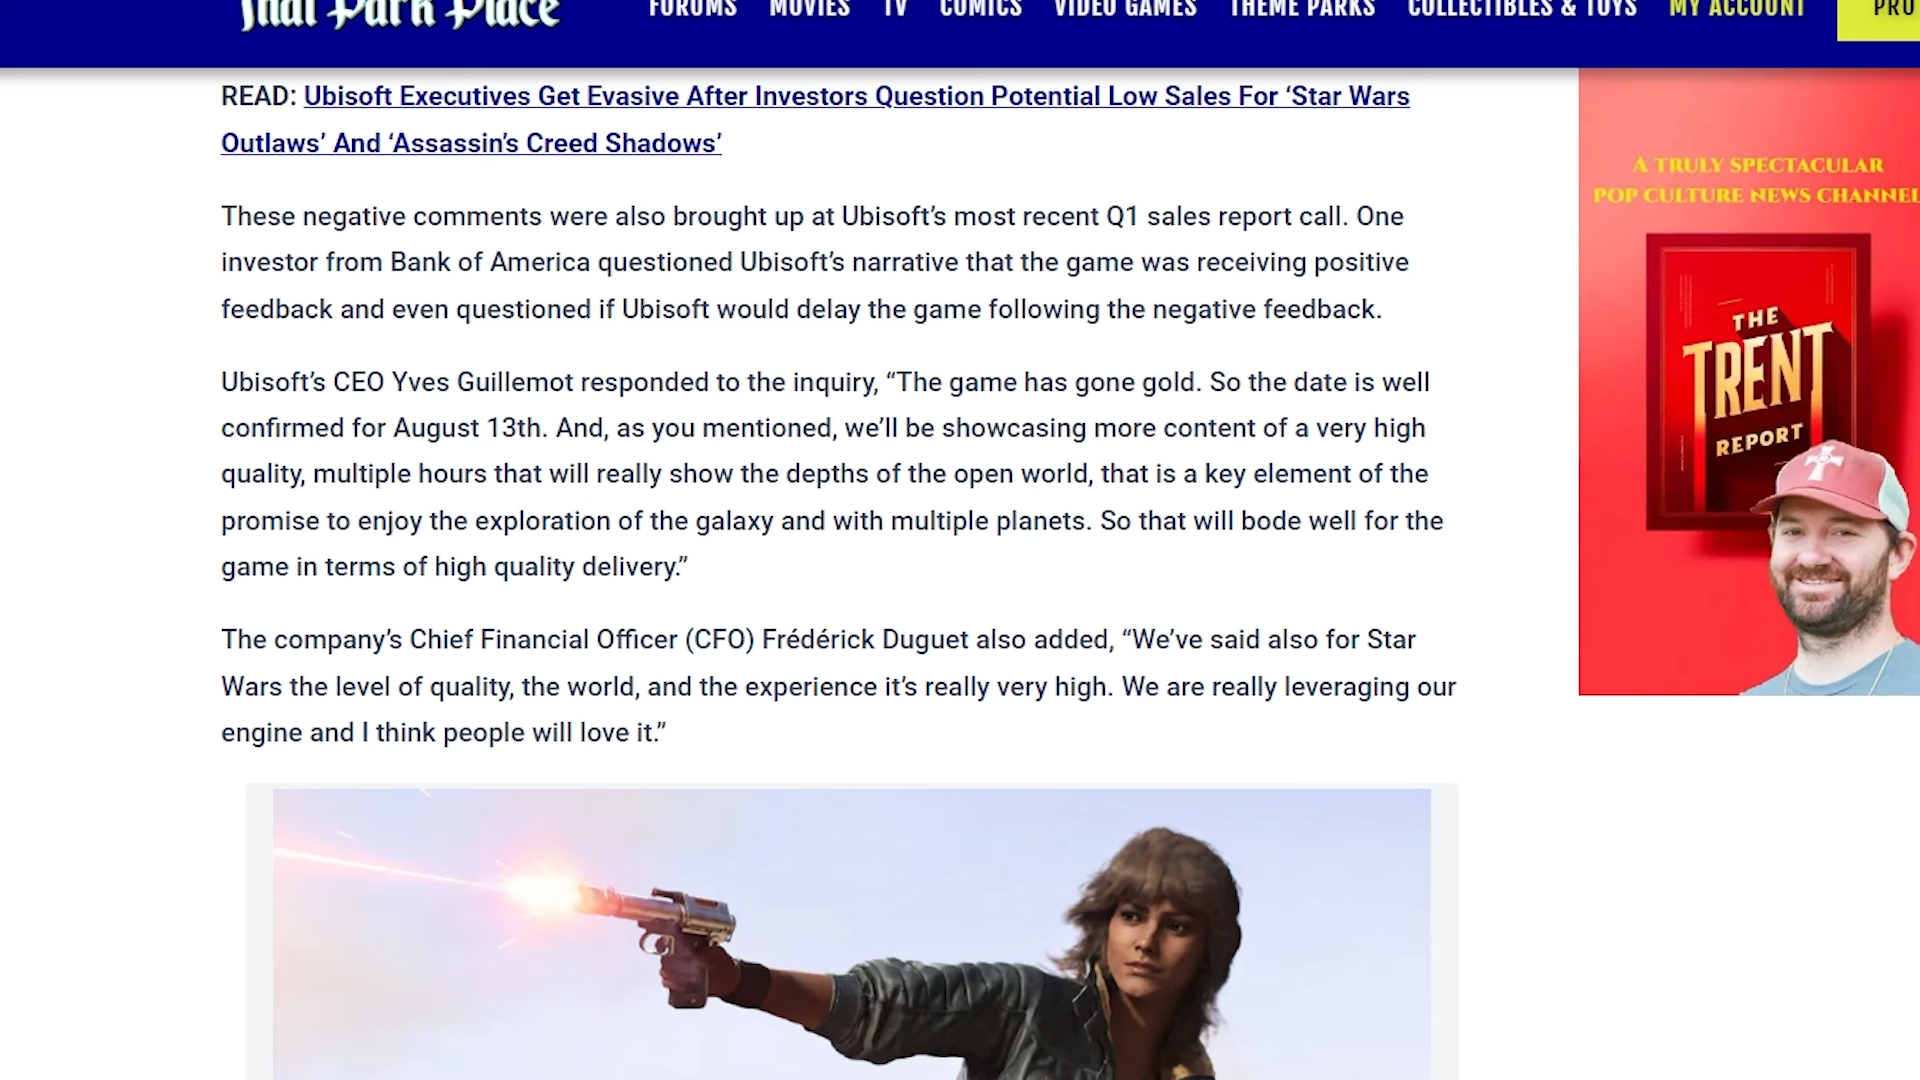 That Park Place
FORUMS MOVIES TV COMICS VIDEO GAMES THEME PARKS COLLECTIBLES & TOYS MY ACCOUNT PRO
READ: Ubisoft Executives Get Evasive After Investors Question Potential Low Sales For ‘Star Wars
Outlaws’ And ‘Assassin’s Creed Shadows’
These negative comments were also brought up at Ubisoft’s most recent Q1 sales report call. One
investor from Bank of America questioned Ubisoft’s narrative that the game was receiving positive
feedback and even questioned if Ubisoft would delay the game following the negative feedback.
Ubisoft’s CEO Yves Guillemot responded to the inquiry, “The game has gone gold. So the date is well
confirmed for August 13th. And, as you mentioned, we’ll be showcasing more content of a very high
quality, multiple hours that will really show the depths of the open world, that is a key element of the
promise to enjoy the exploration of the galaxy and with multiple planets. So that will bode well for the
game in terms of high quality delivery.”
The company’s Chief Financial Officer (CFO) Frédérick Duguet also added, “We’ve said also for Star
Wars the level of quality, the world, and the experience it’s really very high. We are really leveraging our
engine and I think people will love it.”
A TRULY SPECTACULAR
POP CULTURE NEWS CHANNEL
THE
TRENT
REPORT